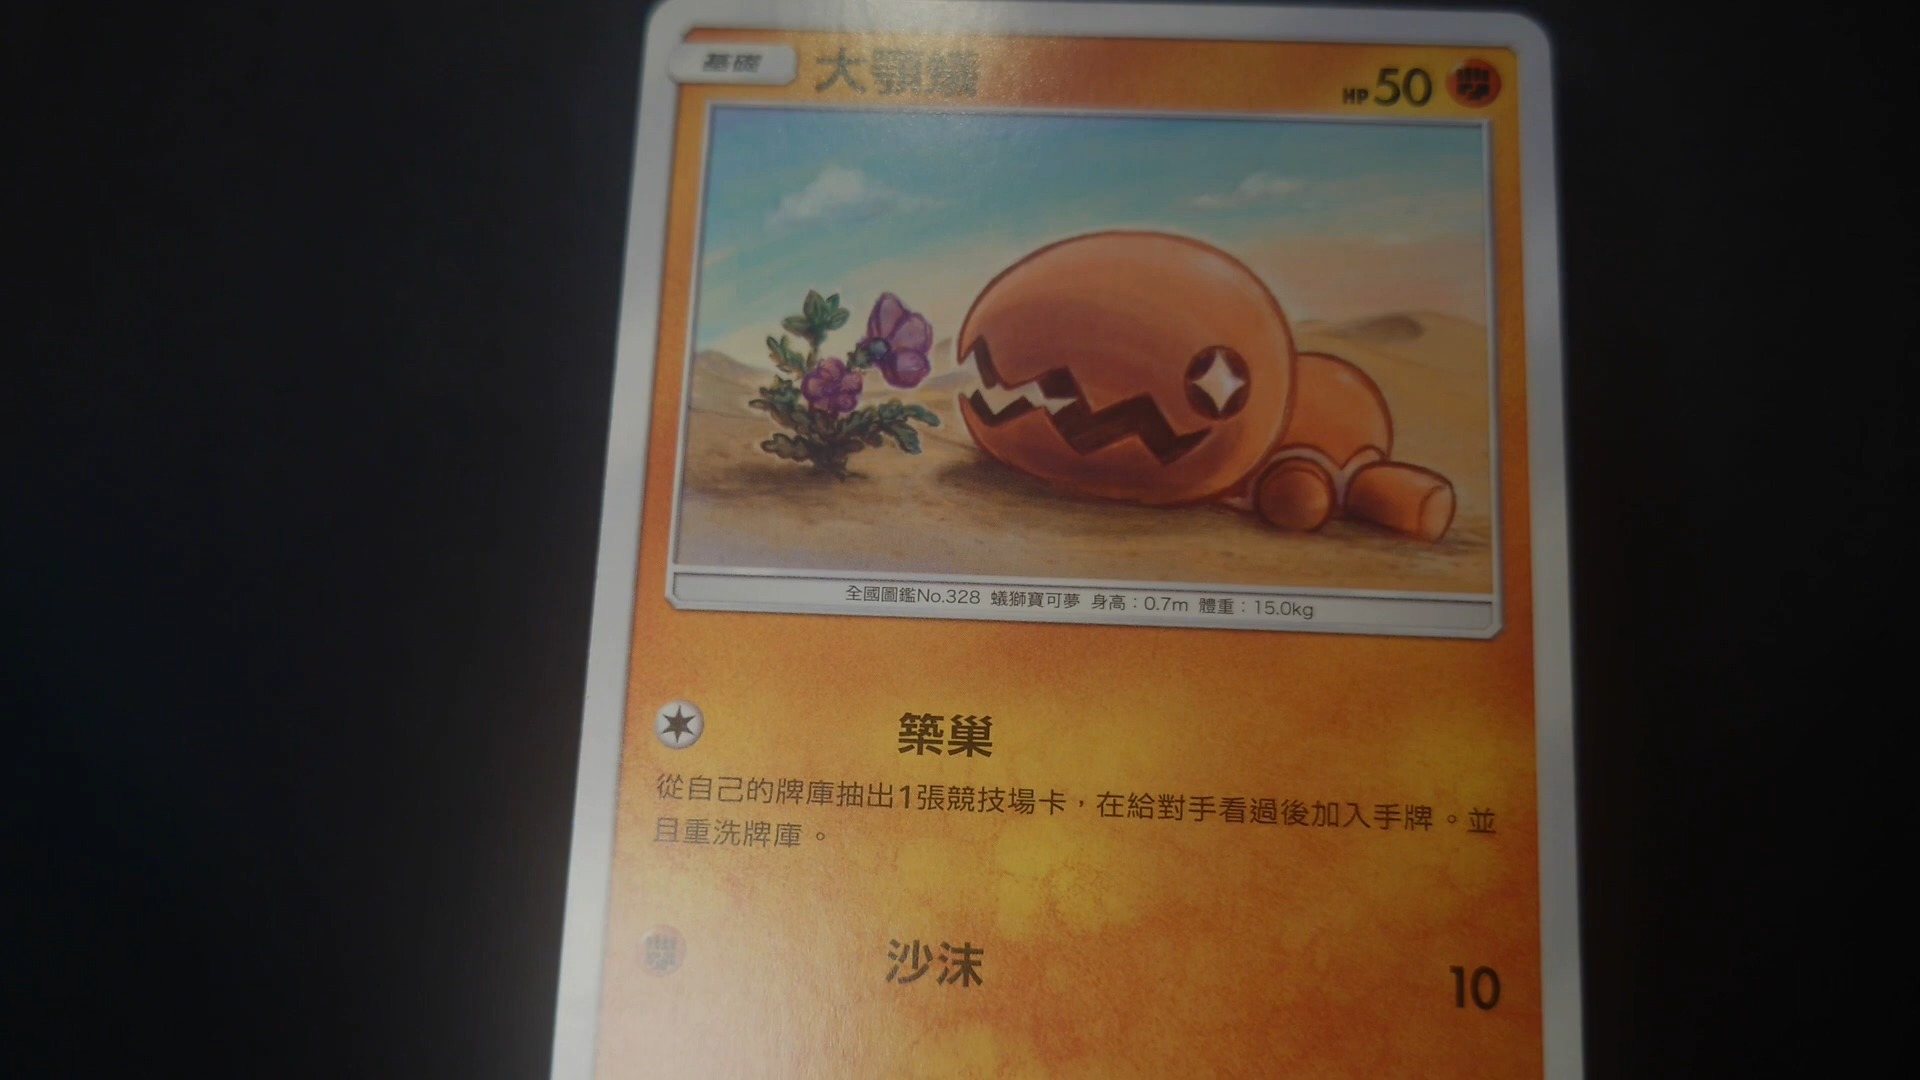 基礎 大顎蟻 HP 50
全國圖鑑No.328 蟻獅寶可夢 身高：0.7m 體重：15.0kg
築巢
從自己的牌庫抽出1張競技場卡，在給對手看過後加入手牌。並
且重洗牌庫。
沙沫 10